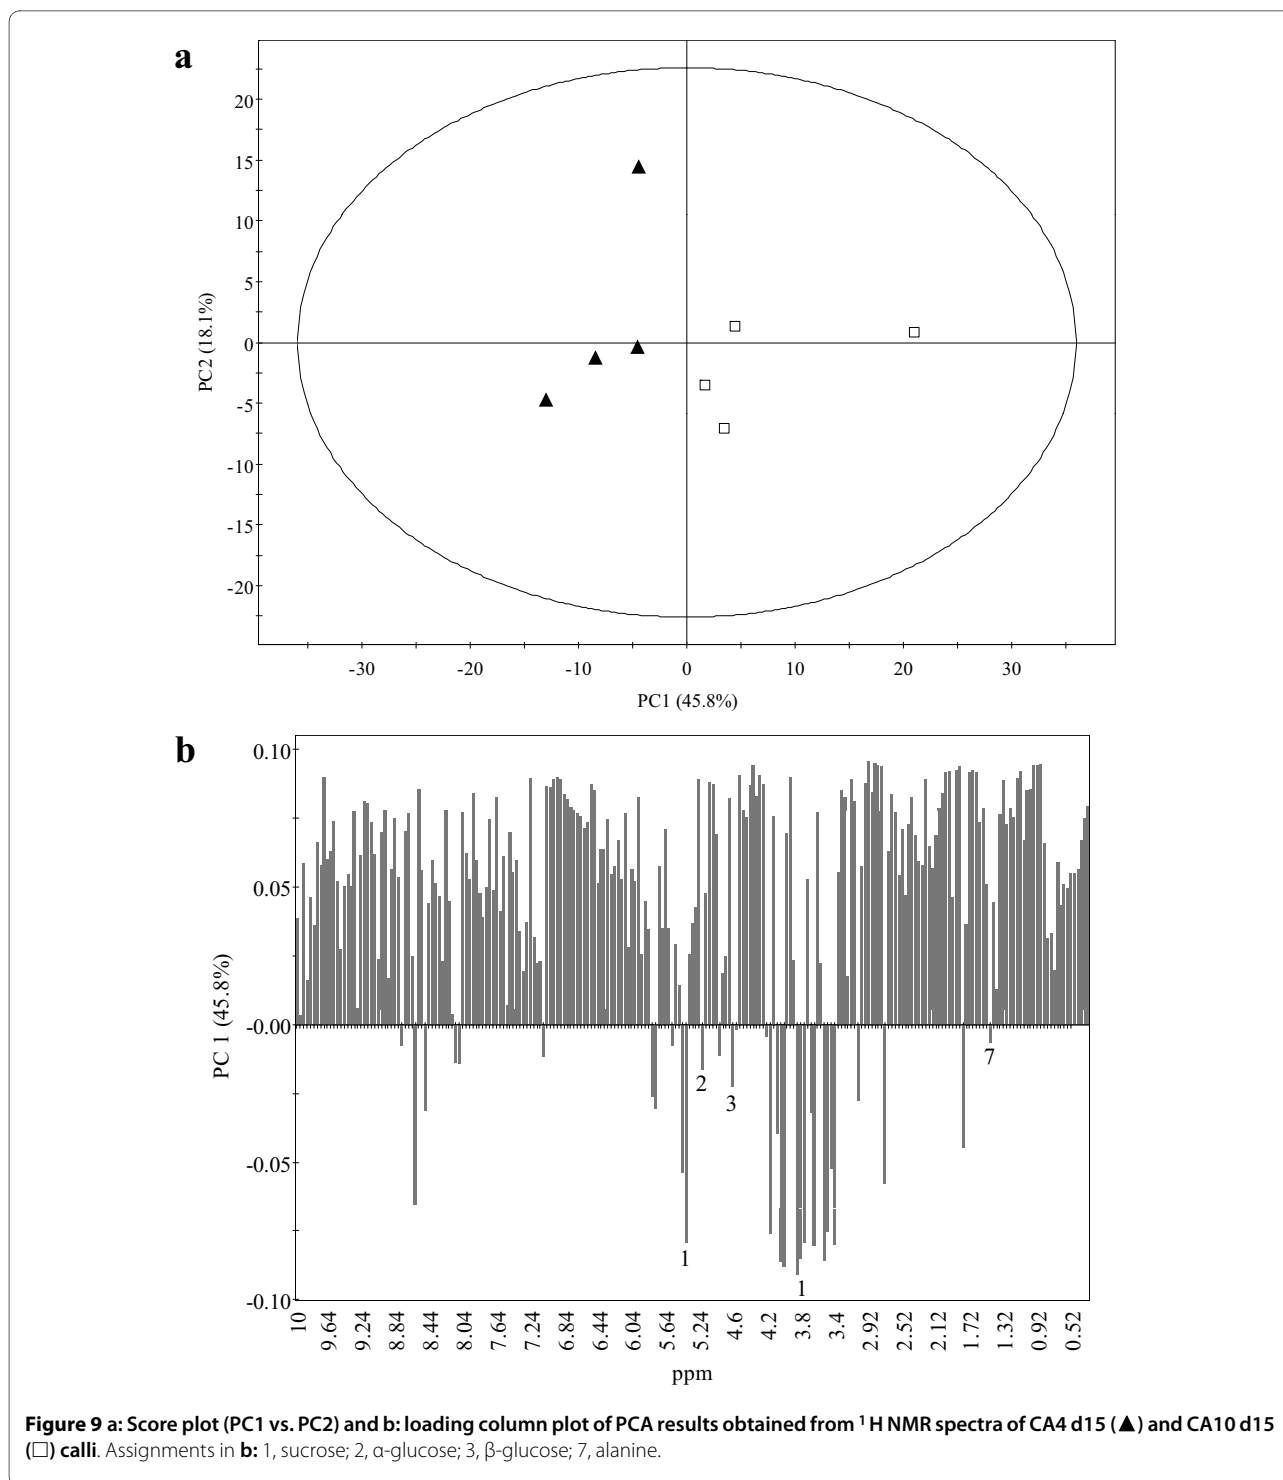 a
20
15
10
5
0
-5
-10
-15
-20
PC2 (18.1%)
-30 -20 -10 0 10 20 30
PC1 (45.8%)
b
0.10
0.05
-0.00
-0.05
-0.10
PC 1 (45.8%)
1 2 3 1 7
10 9.64 9.24 8.84 8.44 8.04 7.64 7.24 6.84 6.44 6.04 5.64 5.24 4.6 4.2 3.8 3.4 2.92 2.52 2.12 1.72 1.32 0.92 0.52
ppm
Figure 9 a: Score plot (PC1 vs. PC2) and b: loading column plot of PCA results obtained from ¹H NMR spectra of CA4 d15 (▲) and CA10 d15
(□) calli. Assignments in b: 1, sucrose; 2, α-glucose; 3, β-glucose; 7, alanine.